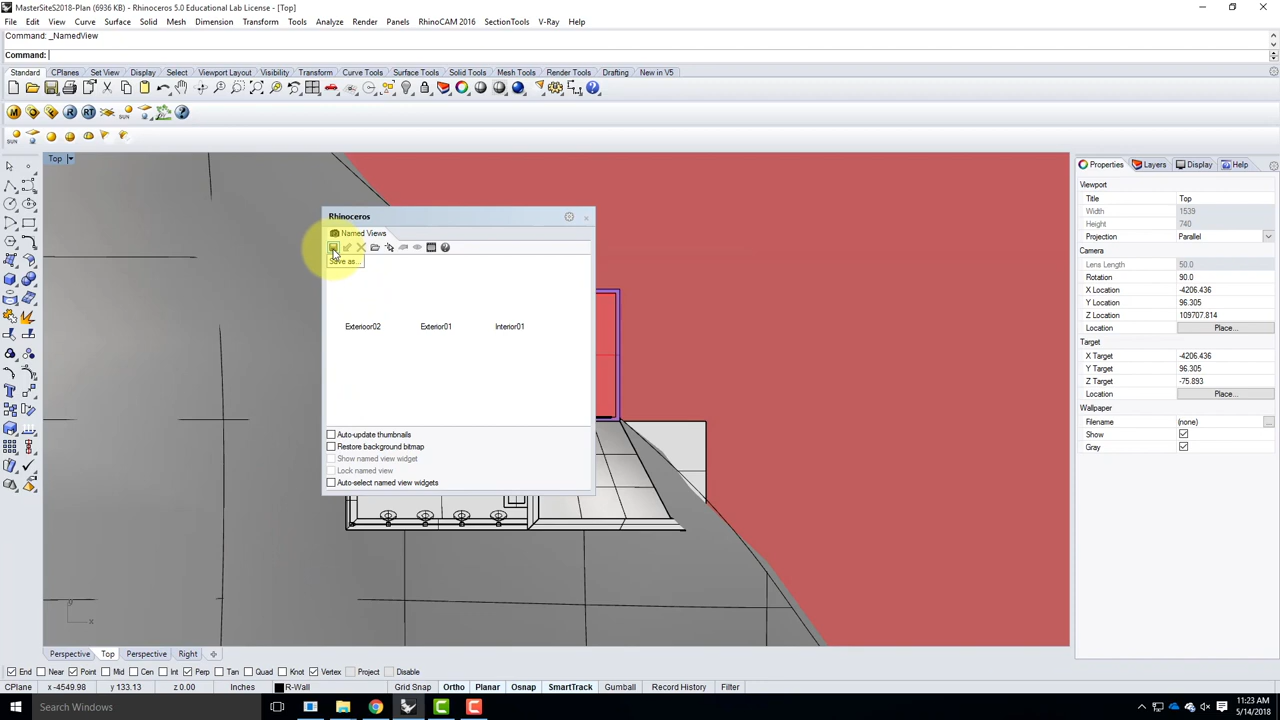 MasterSiteS2018-Plan (6936 KB) - Rhinoceros 5.0 Educational Lab License - [Top]
File Edit View Curve Surface Solid Mesh Dimension Transform Tools Analyze Render Panels RhinoCAM 2016 SectionTools V-Ray Help
Command: _NamedView
Command:
Standard CPlanes Set View Display Select Viewport Layout Visibility Transform Curve Tools Surface Tools Solid Tools Mesh Tools Render Tools Drafting New in V5
M R RT SUN
SUN
Top
Rhinoceros
Named Views
Save as...
Exterioor02 Exterior01 Interior01
Auto-update thumbnails
Restore background bitmap
Show named view widget
Lock named view
Auto-select named view widgets
Properties Layers Display Help
Viewport
Title Top
Width 1539
Height 740
Projection Parallel
Camera
Lens Length 50.0
Rotation 90.0
X Location -4206.436
Y Location 96.305
Z Location 109707.814
Location Place...
Target
X Target -4206.436
Y Target 96.305
Z Target -75.893
Location Place...
Wallpaper
Filename (none) ...
Show
Gray
y
x
Perspective Top Perspective Right
End Near Point Mid Cen Int Perp Tan Quad Knot Vertex Project Disable
CPlane x -4549.98 y 133.13 z 0.00 Inches R-Wall Grid Snap Ortho Planar Osnap SmartTrack Gumball Record History Filter
Search Windows
11:23 AM
5/14/2018